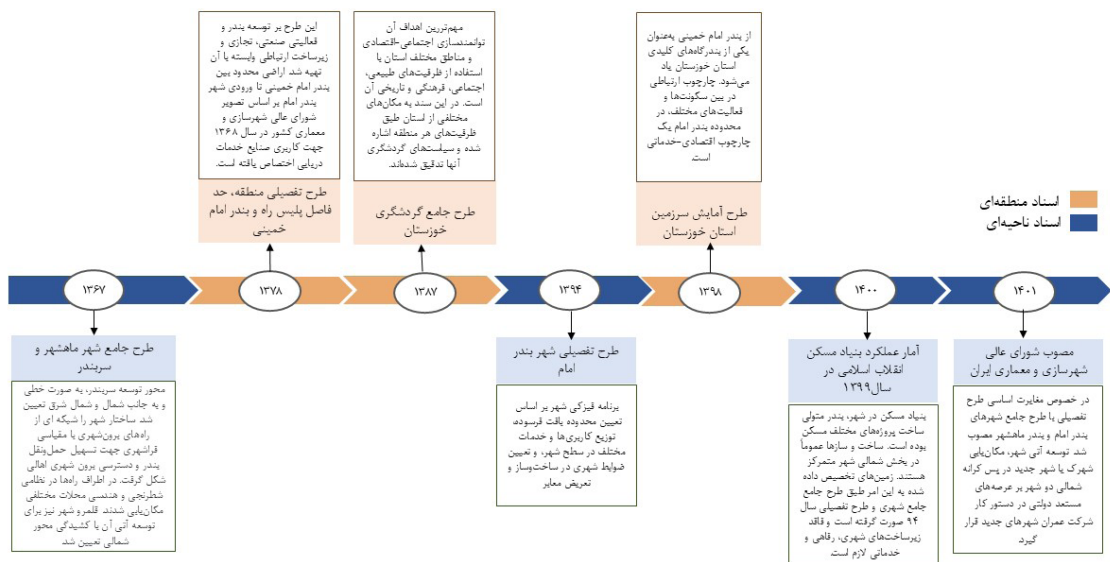 این طرح بر توسعه بندر و
فعالیتی صنعتی، تجاری و
زیرساخت ارتباطی وابسته با آن
تهیه شد. اراضی محدود بین
بندر امام خمینی تا ورودی شهر
بندر امام بر اساس تصویر
شورای عالی شهرسازی و
معماری کشور در سال ۱۳۶۸
جهت کاربری صنایع خدمات
دریایی اختصاص یافته است.
طرح تفصیلی منطقه، حد
فاصل پلیس راه و بندر امام
خمینی
مهم‌تررین اهداف آن
توانمندسازی اجتماعی-اقتصادی
و مناطق مختلف استان با
استفاده از ظرفیت‌های طبیعی،
اجتماعی، فرهنگی و تاریخی آن
است. در این سند به مکان‌های
مختلفی از استان طبق
ظرفیت‌های هر منطقه اشاره
شده و سیاست‌های گردشگری
آنها تدقیق شده‌اند.
طرح جامع گردشگری
خوزستان
از بندر امام خمینی به‌عنوان
یکی از بندرگاه‌های کلیدی
استان خوزستان یاد
می‌شود. چارچوب ارتباطی
در بین سکونت‌ها و
فعالیت‌های مختلف، در
محدوده بندر امام یک
چارچوب اقتصادی-خدماتی
است.
طرح آمایش سرزمین
استان خوزستان
اسناد منطقه‌ای
اسناد ناحیه‌ای
۱۳۶۷
۱۳۷۸
۱۳۸۷
۱۳۹۴
۱۳۹۸
۱۴۰۰
۱۴۰۱
طرح جامع شهر ماهشهر و
سربندر
محور توسعه سربندر، به صورت خطی
و به جانب شمال و شمال شرق تعیین
شد. ساختار شهر را شبکه ای از
راه‌های برون‌شهری با مقیاسی
فراشهری جهت تسهیل حمل‌ونقل
بندر و دسترسی برون شهری اهالی
شکل گرفت. در اطراف راه‌ها در نظامی
شطرنجی و هندسی محلات مختلفی
مکان‌یابی شدند. قلمرو شهر نیز برای
توسعه آتی آن با کشیدگی محور
شمالی تعیین شد.
طرح تفصیلی شهر بندر
امام
برنامه فیزکی شهر بر اساس
تعیین محدوده بافت فرسوده،
توزیع کاربری‌ها و خدمات
مختلف در سطح شهر، و تعیین
ضوابط شهری در ساخت‌وساز و
تعریض معابر
آمار عملکرد بنیاد مسکن
انقلاب اسلامی در
سال۱۳۹۹
بنیاد مسکن در شهر، بندر متولی
ساخت پروژه‌های مختلف مسکن
بوده است. ساخت و سازها عموماً
در بخش شمالی شهر متمرکز
هستند. زمین‌های تخصیص داده
شده به این امر طبق طرح جامع
جامع شهری و طرح تفصیلی سال
۹۴ صورت گرفته است و فاقد
زیرساخت‌های شهری، رفاهی و
خدماتی لازم است.
مصوب شورای عالی
شهرسازی و معماری ایران
در خصوص مغایرت اساسی طرح
تفصیلی با طرح جامع شهرهای
بندر امام و بندر ماهشهر مصوب
شد. توسعه آتی شهر، مکان‌یابی
شهرک یا شهر جدید در پس کرانه
شمالی دو شهر بر عرصه‌های
مستعد دولتی در دستور کار
شرکت عمران شهرهای جدید قرار
گیرد.